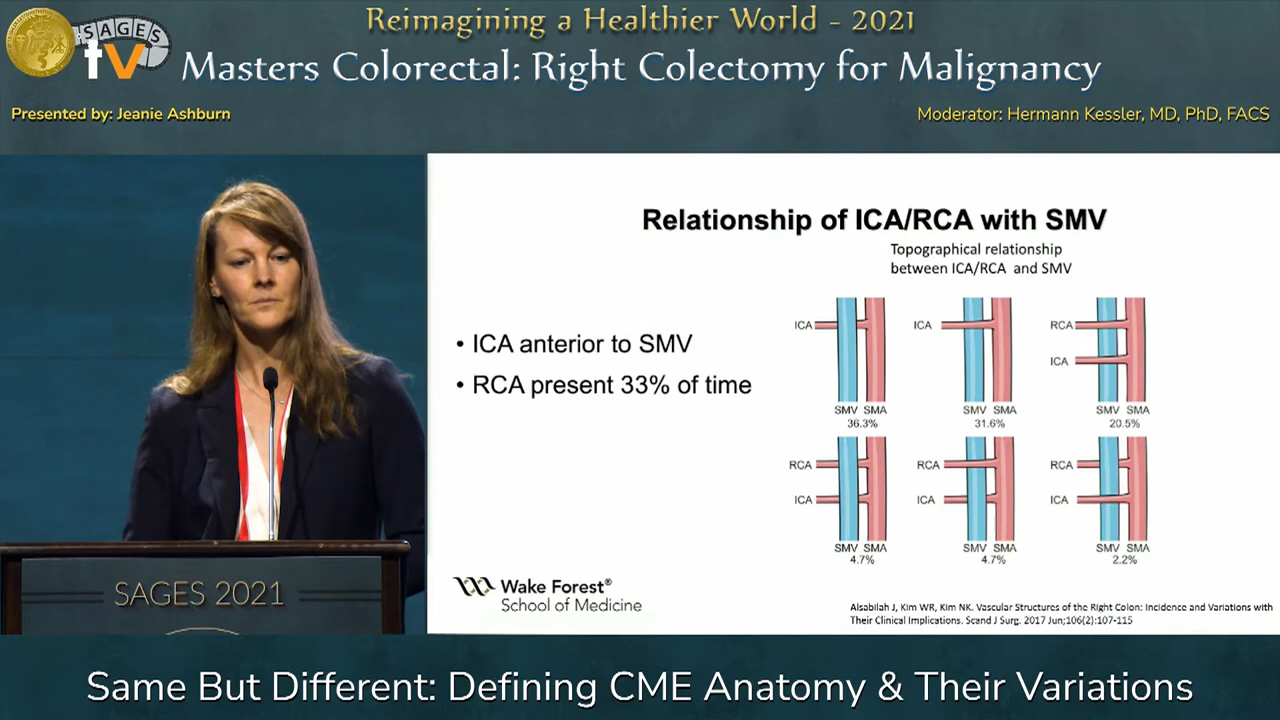 SAGES
tv
Reimagining a Healthier World - 2021
Masters Colorectal: Right Colectomy for Malignancy
Presented by: Jeanie Ashburn
Moderator: Hermann Kessler, MD, PhD, FACS
Relationship of ICA/RCA with SMV
Topographical relationship
between ICA/RCA and SMV
• ICA anterior to SMV
• RCA present 33% of time
ICA
SMV SMA
36.3%
ICA
SMV SMA
31.6%
RCA
ICA
SMV SMA
20.5%
RCA
ICA
SMV SMA
4.7%
RCA
ICA
SMV SMA
4.7%
RCA
ICA
SMV SMA
2.2%
Wake Forest®
School of Medicine
Alsabilah J, Kim WR, Kim NK. Vascular Structures of the Right Colon: Incidence and Variations with
Their Clinical Implications. Scand J Surg. 2017 Jun;106(2):107-115
SAGES 2021
Same But Different: Defining CME Anatomy & Their Variations